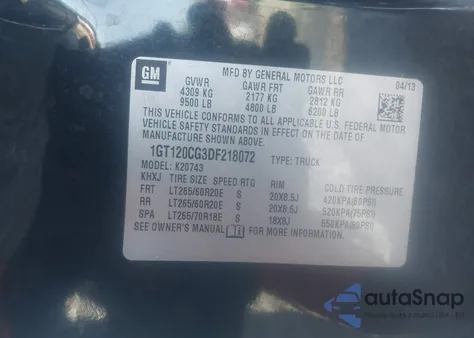 GM
MFD BY GENERAL MOTORS LLC
04/13
GVWR GAWR FRT GAWR RR
4309 KG 2177 KG 2812 KG
9500 LB 4800 LB 6200 LB
THIS VEHICLE CONFORMS TO ALL APPLICABLE U.S. FEDERAL MOTOR
VEHICLE SAFETY STANDARDS IN EFFECT ON THE DATE OF
MANUFACTURE SHOWN ABOVE.
1GT120CG3DF218072 TYPE: TRUCK
MODEL: K20743
KHXJ TIRE SIZE SPEED RTG RIM COLD TIRE PRESSURE
FRT LT265/60R20E S 20X8.5J 420KPA(60PSI)
RR LT265/60R20E S 20X8.5J 520KPA(75PSI)
SPA LT265/70R18E S 18X8J 550KPA(80PSI)
SEE OWNER'S MANUAL FOR MORE INFORMATION.
autoSnap